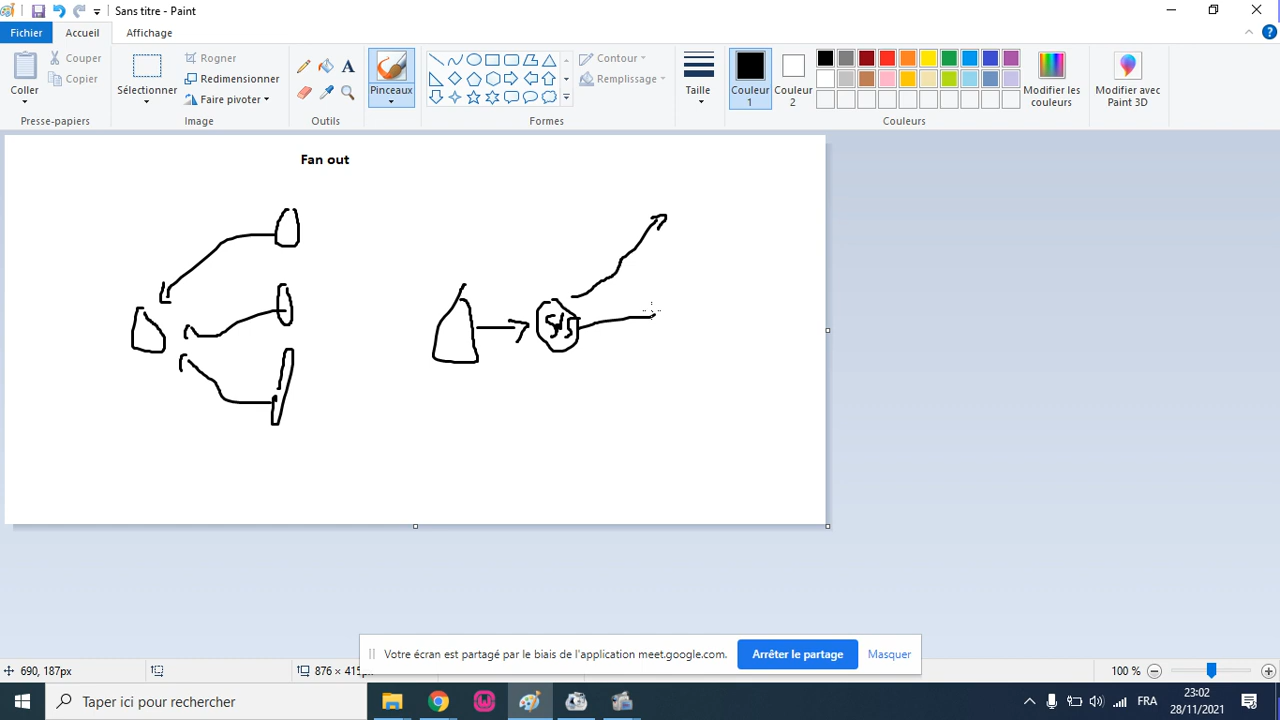 Sans titre - Paint
Fichier
Accueil
Affichage
Coller
Couper
Copier
Presse-papiers
Sélectionner
Rogner
Redimensionner
Faire pivoter
Image
A
Outils
Pinceaux
Contour
Remplissage
Formes
Taille
Couleur
1
Couleur
2
Modifier les
couleurs
Couleurs
Modifier avec
Paint 3D
Fan out
Votre écran est partagé par le biais de l'application meet.google.com.
Arrêter le partage
Masquer
690, 187px
876 × 415px
100 %
Taper ici pour rechercher
FRA
23:02
28/11/2021